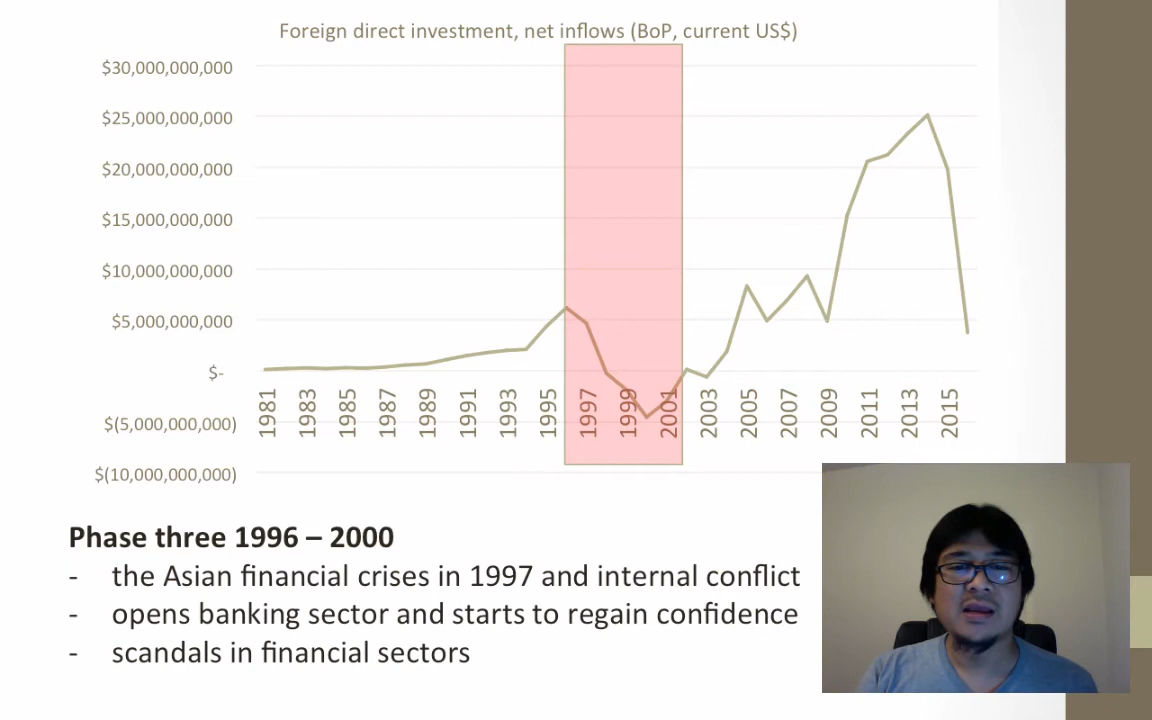 Foreign direct investment, net inflows (BoP, current US$)
$30,000,000,000
$25,000,000,000
$20,000,000,000
$15,000,000,000
$10,000,000,000
$5,000,000,000
$-
$(5,000,000,000)
$(10,000,000,000)
1981 1983 1985 1987 1989 1991 1993 1995 1997 1999 2001 2003 2005 2007 2009 2011 2013 2015
Phase three 1996 – 2000
- the Asian financial crises in 1997 and internal conflict
- opens banking sector and starts to regain confidence
- scandals in financial sectors